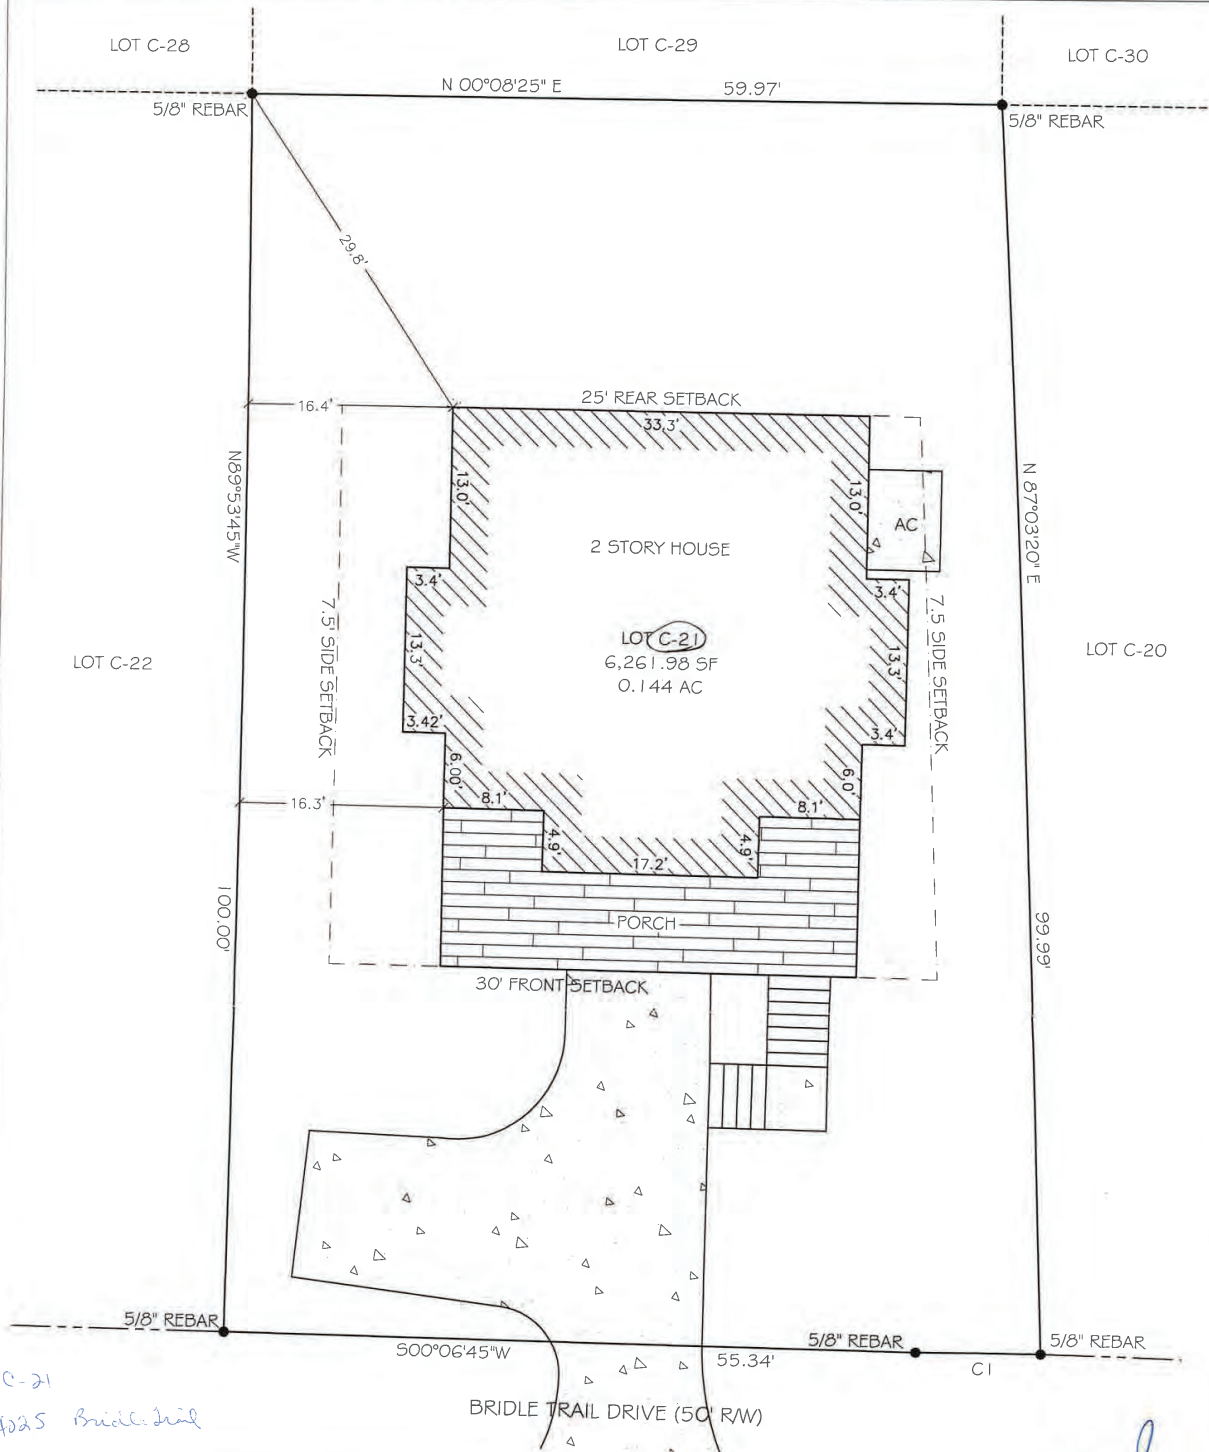 LOT C-28
LOT C-29
LOT C-30
N 00°08'25" E
59.97'
5/8" REBAR
5/8" REBAR
29.8'
25' REAR SETBACK
16.4'
33.3'
N89°53'45"W
13.0'
13.0'
N 87°03'20" E
AC
2 STORY HOUSE
3.4'
3.4'
7.5' SIDE SETBACK
7.5 SIDE SETBACK
LOT C-21
6,261.98 SF
0.144 AC
13.3'
13.3'
LOT C-22
LOT C-20
3.42'
3.4'
6.00'
6.0'
16.3'
8.1'
8.1'
4.9'
4.9'
17.2'
100.00'
PORCH
99.99'
30' FRONT SETBACK
5/8" REBAR
S00°06'45"W
55.34'
5/8" REBAR
5/8" REBAR
C1
C-21
4025 Bridle Trail
BRIDLE TRAIL DRIVE (50' R/W)